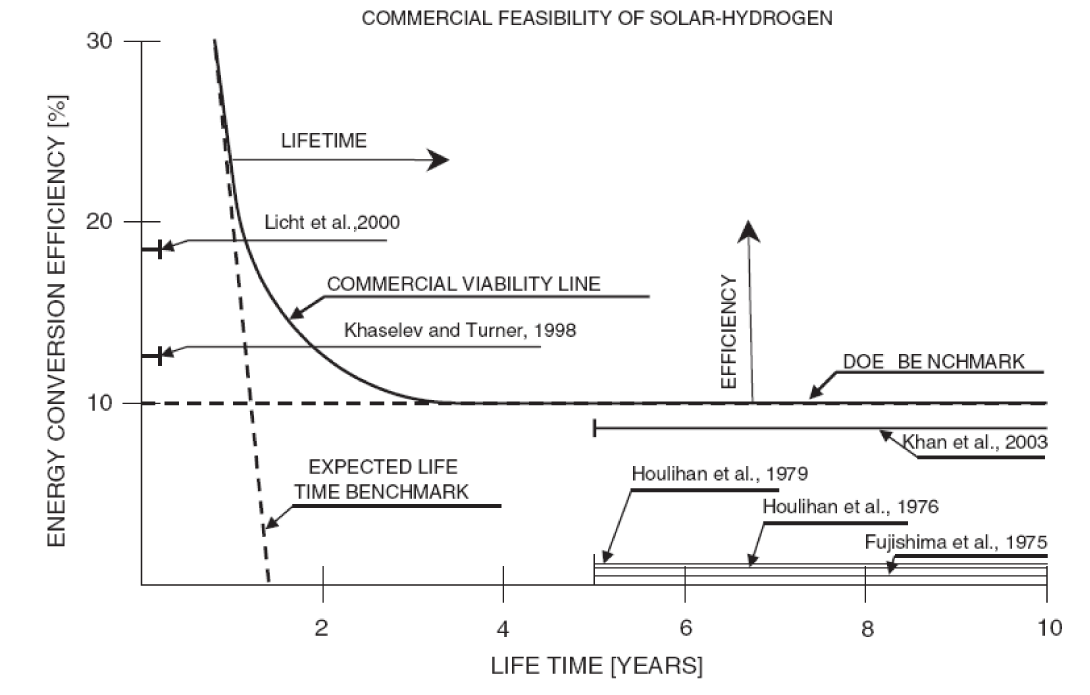 COMMERCIAL FEASIBILITY OF SOLAR-HYDROGEN
ENERGY CONVERSION EFFICIENCY [%]
30
20
10
LIFETIME
Licht et al.,2000
COMMERCIAL VIABILITY LINE
Khaselev and Turner, 1998
EFFICIENCY
DOE BE NCHMARK
Khan et al., 2003
EXPECTED LIFE
TIME BENCHMARK
Houlihan et al., 1979
Houlihan et al., 1976
Fujishima et al., 1975
2
4
6
8
10
LIFE TIME [YEARS]